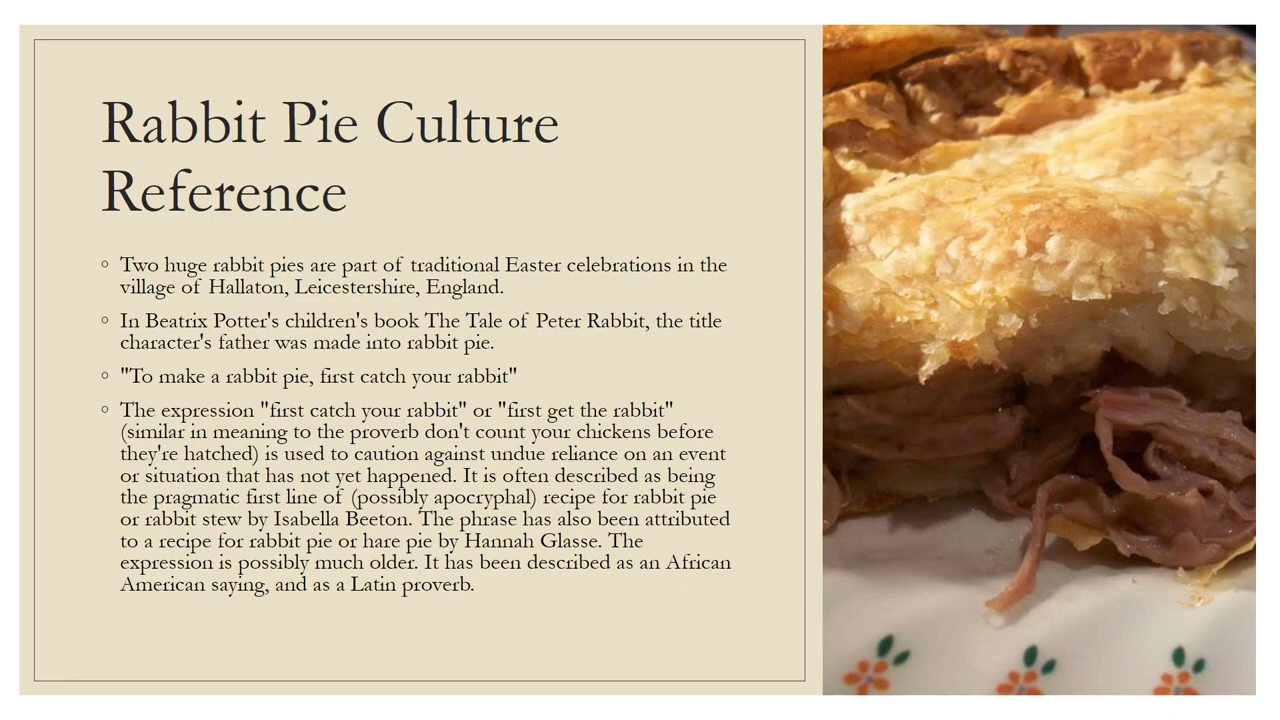 Rabbit Pie Culture
Reference
◦ Two huge rabbit pies are part of traditional Easter celebrations in the
village of Hallaton, Leicestershire, England.
◦ In Beatrix Potter's children's book The Tale of Peter Rabbit, the title
character's father was made into rabbit pie.
◦ "To make a rabbit pie, first catch your rabbit"
◦ The expression "first catch your rabbit" or "first get the rabbit"
(similar in meaning to the proverb don't count your chickens before
they're hatched) is used to caution against undue reliance on an event
or situation that has not yet happened. It is often described as being
the pragmatic first line of (possibly apocryphal) recipe for rabbit pie
or rabbit stew by Isabella Beeton. The phrase has also been attributed
to a recipe for rabbit pie or hare pie by Hannah Glasse. The
expression is possibly much older. It has been described as an African
American saying, and as a Latin proverb.